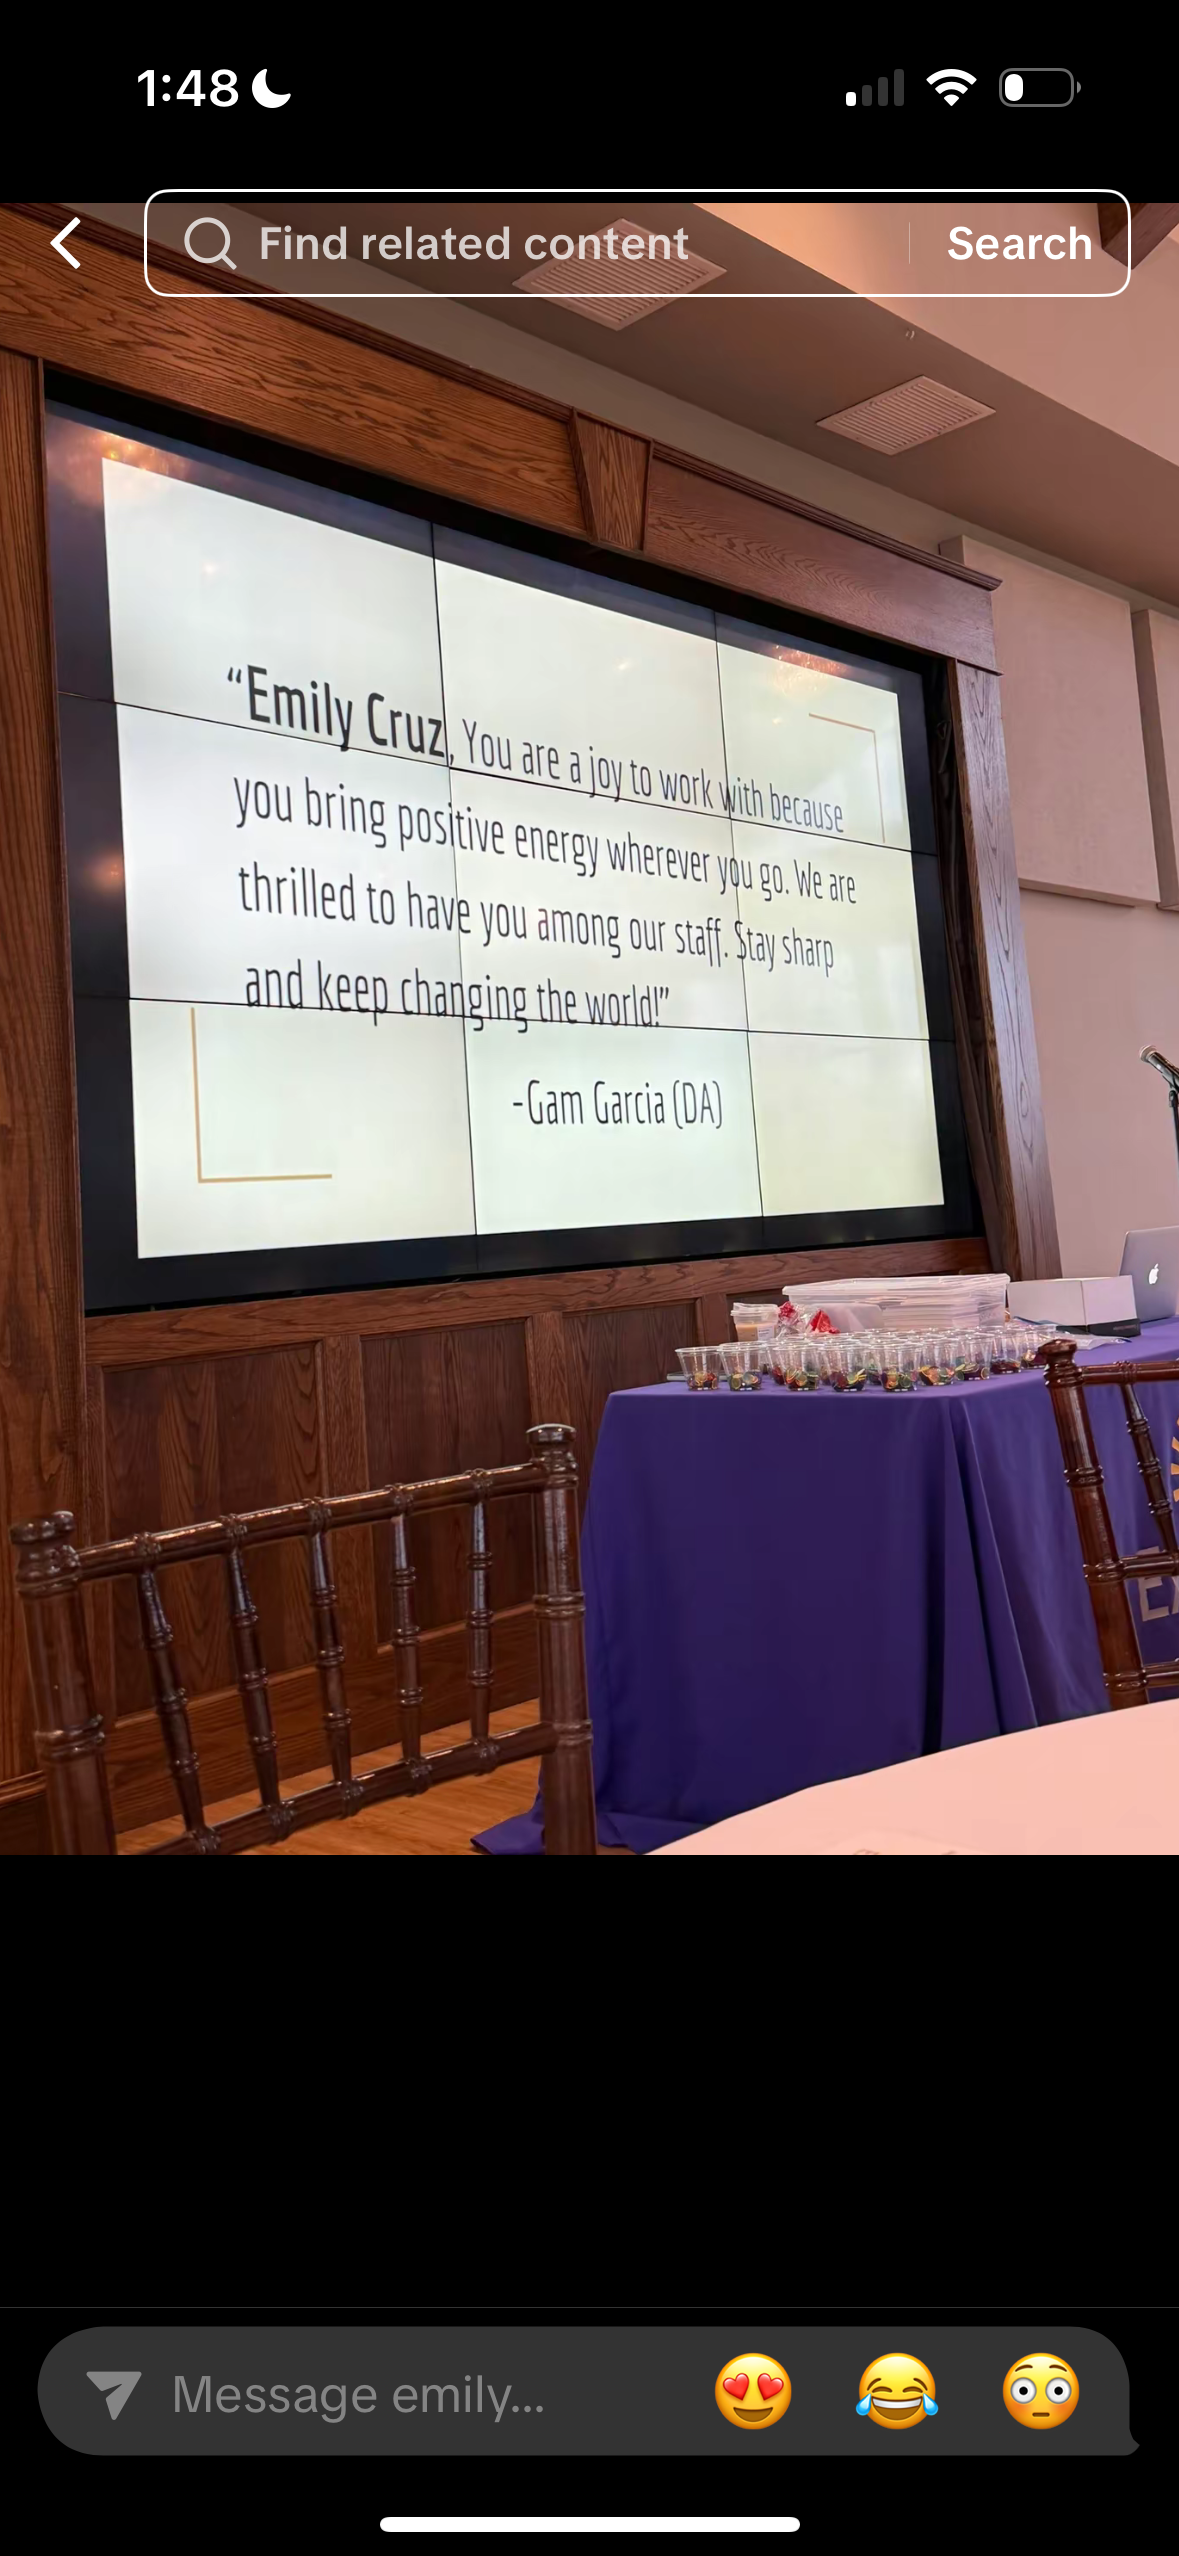 1:48
Find related content
Search
“Emily Cruz, You are a joy to work with because
you bring positive energy wherever you go. We are
thrilled to have you among our staff. Stay sharp
and keep changing the world!”
-Gam Garcia (DA)
Message emily...